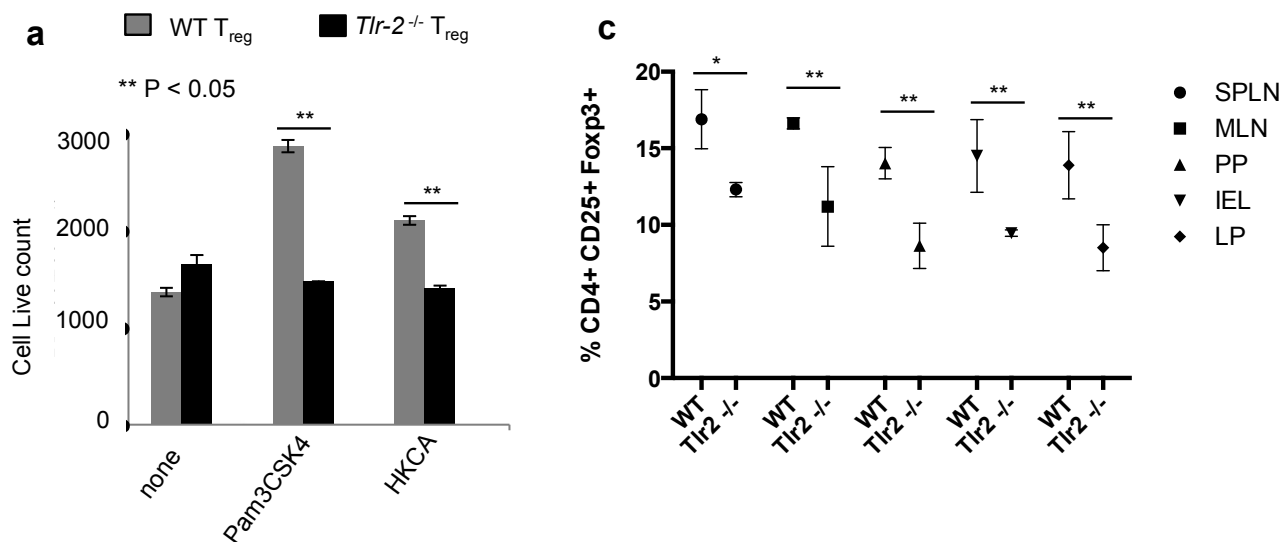 a
WT Treg
Tlr-2 -/- Treg
** P < 0.05
Cell Live count
3000
2000
1000
0
**
**
none
Pam3CSK4
HKCA
c
% CD4+ CD25+ Foxp3+
20
15
10
5
0
*
**
**
**
**
WT
Tlr2 -/-
WT
Tlr2 -/-
WT
Tlr2 -/-
WT
Tlr2 -/-
WT
Tlr2 -/-
SPLN
MLN
PP
IEL
LP